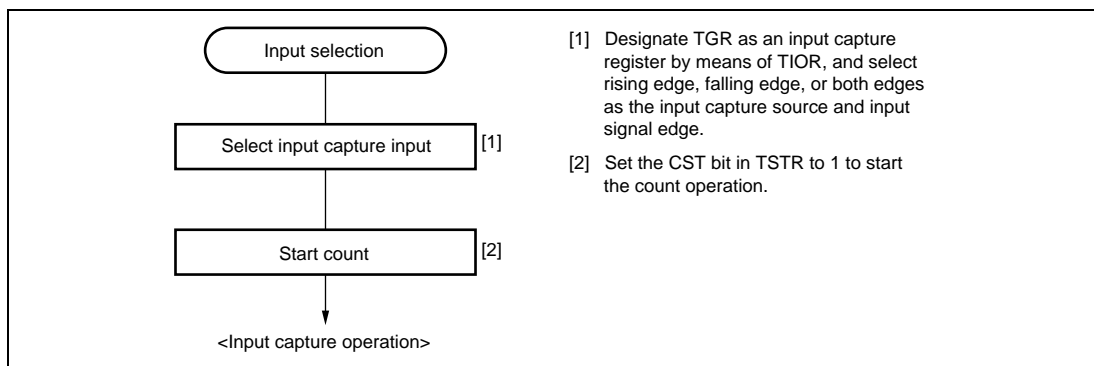 Input selection
Select input capture input
[1]
Start count
[2]
<Input capture operation>
[1] Designate TGR as an input capture
register by means of TIOR, and select
rising edge, falling edge, or both edges
as the input capture source and input
signal edge.
[2] Set the CST bit in TSTR to 1 to start
the count operation.